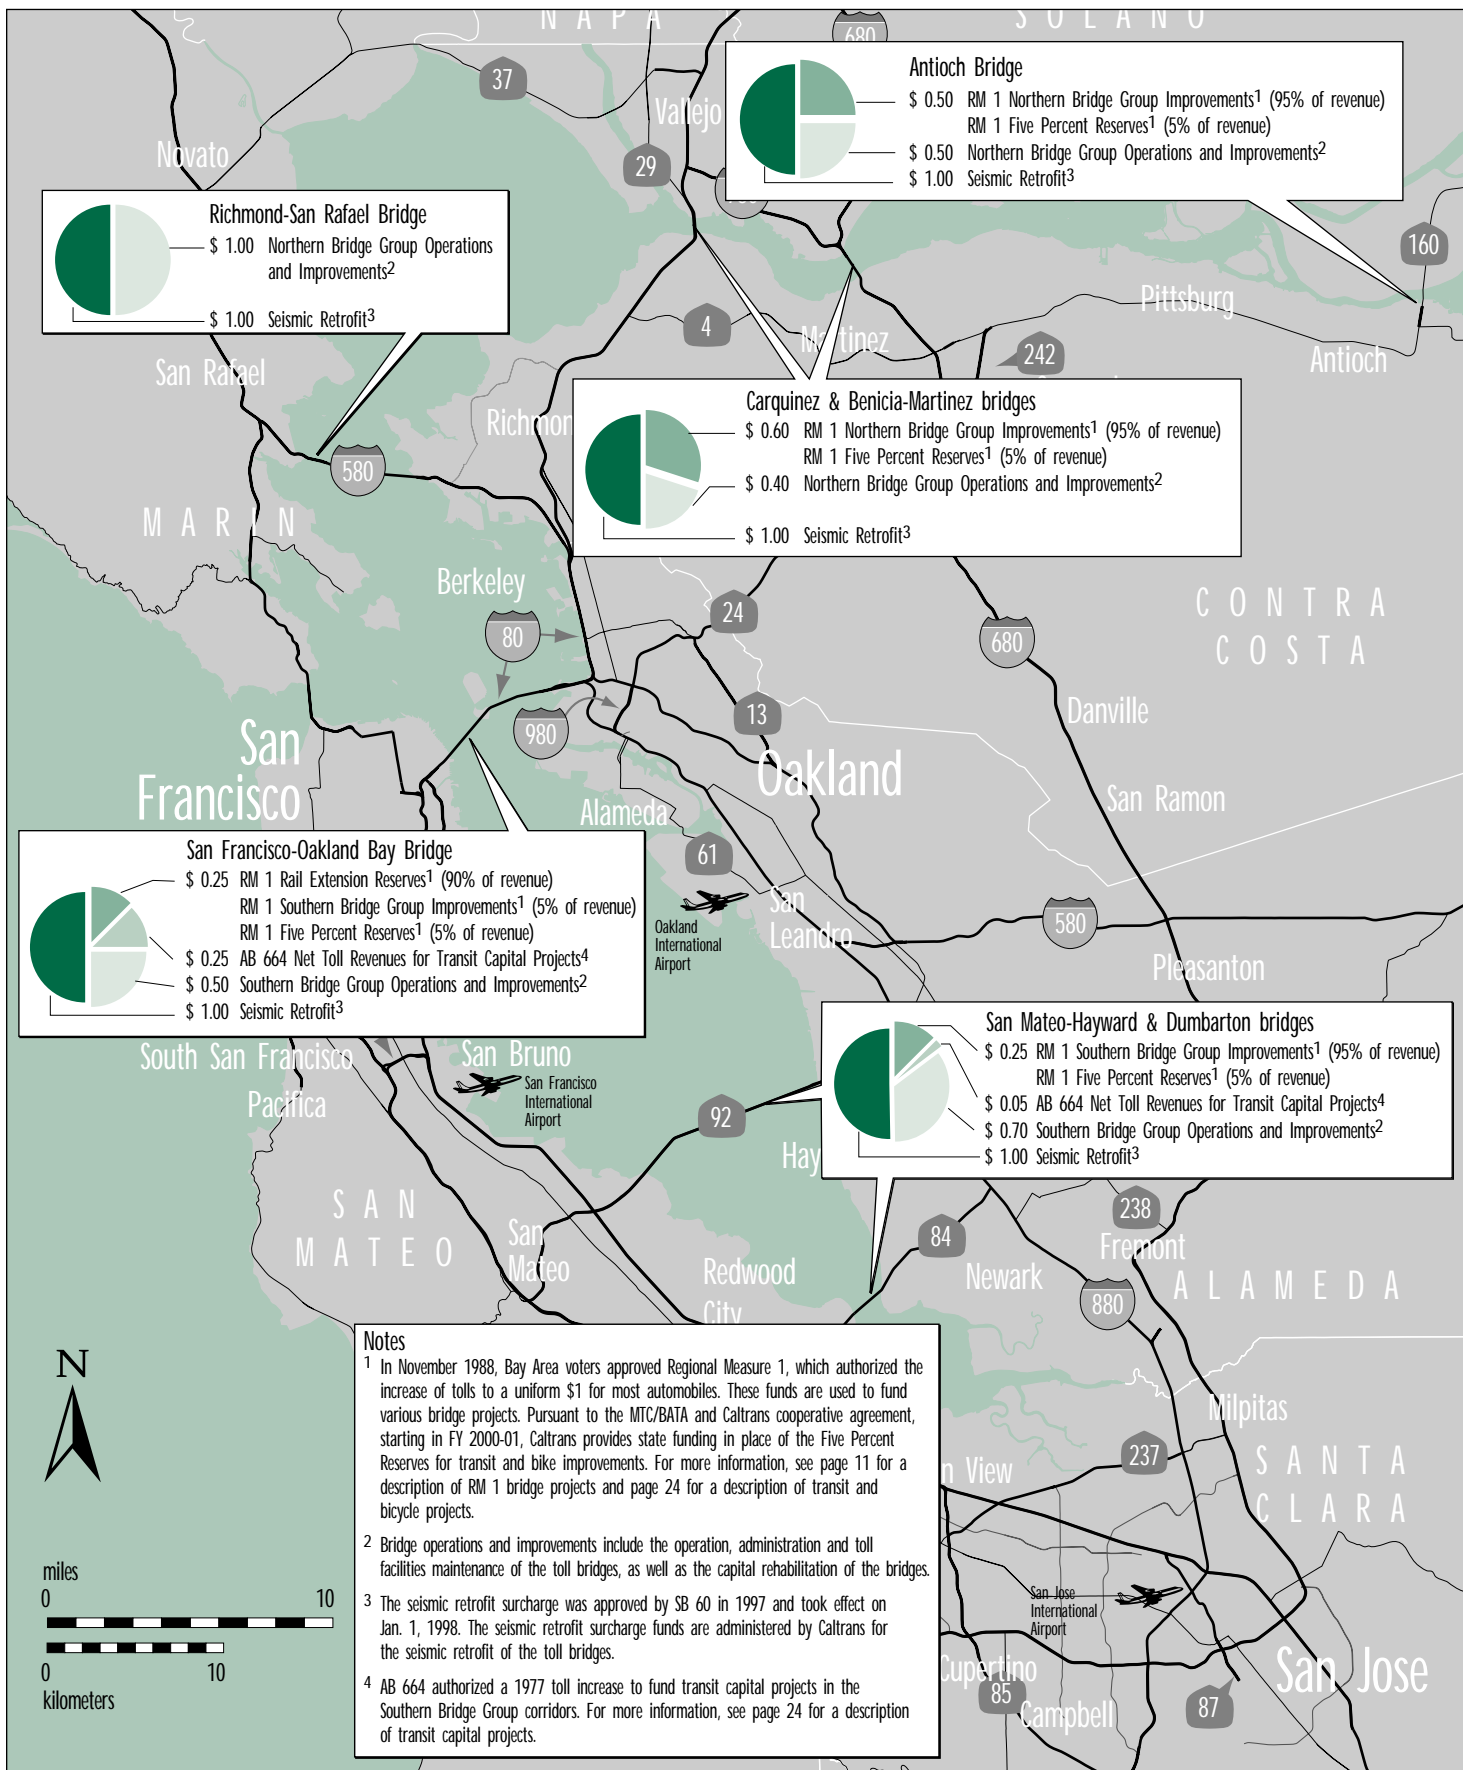 NAPA
SOLANO
680
37
Vallejo
Novato
29
Antioch Bridge
$ 0.50 RM 1 Northern Bridge Group Improvements1 (95% of revenue)
RM 1 Five Percent Reserves1 (5% of revenue)
$ 0.50 Northern Bridge Group Operations and Improvements2
$ 1.00 Seismic Retrofit3
Richmond-San Rafael Bridge
$ 1.00 Northern Bridge Group Operations
and Improvements2
$ 1.00 Seismic Retrofit3
160
Pittsburg
4
Martinez
242
Antioch
San Rafael
Richmon
580
Carquinez & Benicia-Martinez bridges
$ 0.60 RM 1 Northern Bridge Group Improvements1 (95% of revenue)
RM 1 Five Percent Reserves1 (5% of revenue)
$ 0.40 Northern Bridge Group Operations and Improvements2
$ 1.00 Seismic Retrofit3
MARIN
Berkeley
80
24
680
CONTRA
COSTA
980
13
Danville
San
Francisco
Oakland
San Ramon
Alameda
61
San Francisco-Oakland Bay Bridge
$ 0.25 RM 1 Rail Extension Reserves1 (90% of revenue)
RM 1 Southern Bridge Group Improvements1 (5% of revenue)
RM 1 Five Percent Reserves1 (5% of revenue)
$ 0.25 AB 664 Net Toll Revenues for Transit Capital Projects4
$ 0.50 Southern Bridge Group Operations and Improvements2
$ 1.00 Seismic Retrofit3
Oakland
International
Airport
San
Leandro
580
Pleasanton
South San Francisco
San Bruno
San Francisco
International
Airport
Pacifica
92
Hay
San Mateo-Hayward & Dumbarton bridges
$ 0.25 RM 1 Southern Bridge Group Improvements1 (95% of revenue)
RM 1 Five Percent Reserves1 (5% of revenue)
$ 0.05 AB 664 Net Toll Revenues for Transit Capital Projects4
$ 0.70 Southern Bridge Group Operations and Improvements2
$ 1.00 Seismic Retrofit3
SAN
MATEO
San
Mateo
Redwood
City
84
Newark
238
Fremont
880
ALAMEDA
N
Notes
1 In November 1988, Bay Area voters approved Regional Measure 1, which authorized the
increase of tolls to a uniform $1 for most automobiles. These funds are used to fund
various bridge projects. Pursuant to the MTC/BATA and Caltrans cooperative agreement,
starting in FY 2000-01, Caltrans provides state funding in place of the Five Percent
Reserves for transit and bike improvements. For more information, see page 11 for a
description of RM 1 bridge projects and page 24 for a description of transit and
bicycle projects.
2 Bridge operations and improvements include the operation, administration and toll
facilities maintenance of the toll bridges, as well as the capital rehabilitation of the bridges.
3 The seismic retrofit surcharge was approved by SB 60 in 1997 and took effect on
Jan. 1, 1998. The seismic retrofit surcharge funds are administered by Caltrans for
the seismic retrofit of the toll bridges.
4 AB 664 authorized a 1977 toll increase to fund transit capital projects in the
Southern Bridge Group corridors. For more information, see page 24 for a description
of transit capital projects.
Milpitas
n View
237
SANTA
CLARA
miles
0 10
0 10
kilometers
San Jose
International
Airport
Cupertino
85
Campbell
87
San Jose